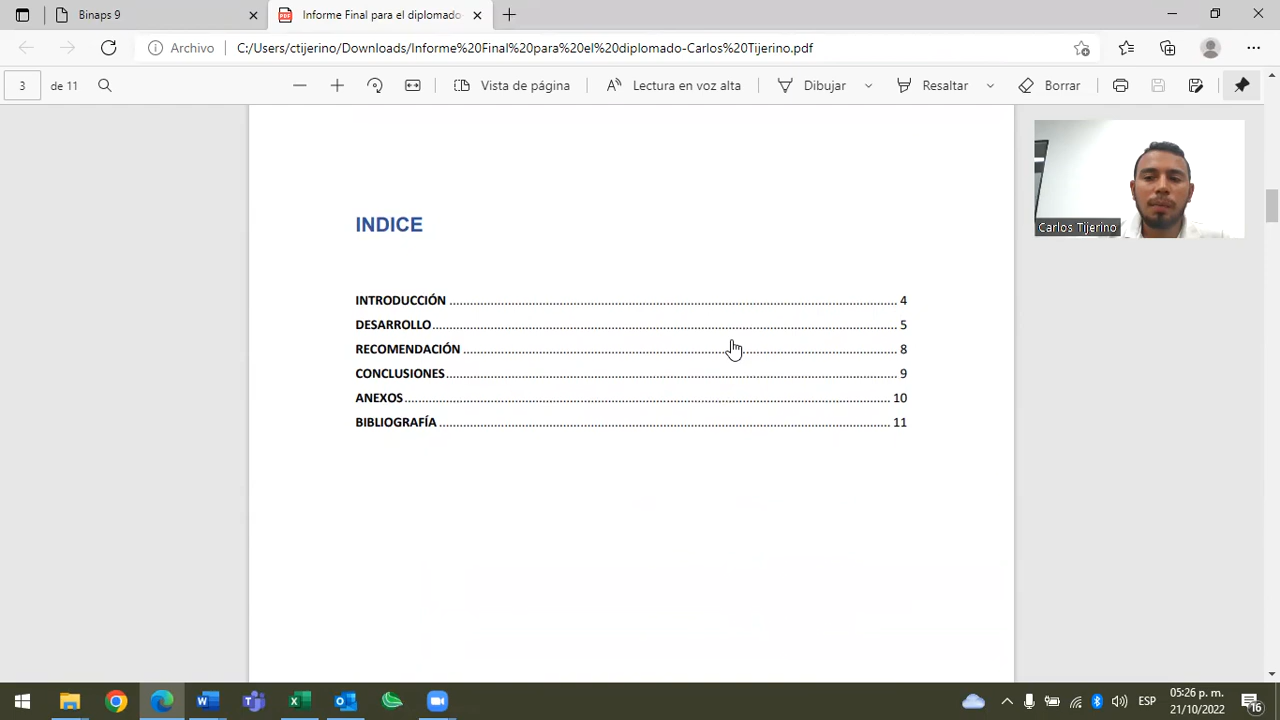 Binaps 9
Informe Final para el diplomado-
Archivo
C:/Users/ctijerino/Downloads/Informe%20Final%20para%20el%20diplomado-Carlos%20Tijerino.pdf
3
de 11
Vista de página
Lectura en voz alta
Dibujar
Resaltar
Borrar
INDICE
Carlos Tijerino
INTRODUCCIÓN ........ 4
DESARROLLO ........ 5
RECOMENDACIÓN ........ 8
CONCLUSIONES ........ 9
ANEXOS ........ 10
BIBLIOGRAFÍA ........ 11
ESP
05:26 p. m.
21/10/2022
16